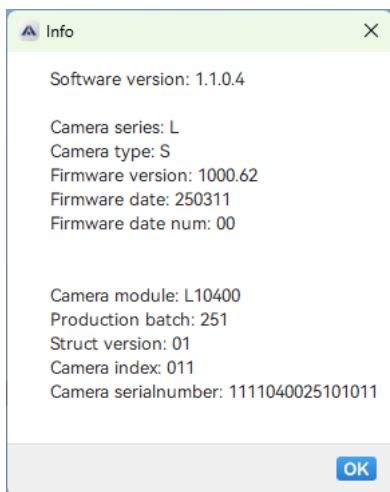 Info
Software version: 1.1.0.4
Camera series: L
Camera type: S
Firmware version: 1000.62
Firmware date: 250311
Firmware date num: 00
Camera module: L10400
Production batch: 251
Struct version: 01
Camera index: 011
Camera serialnumber: 1111040025101011
OK